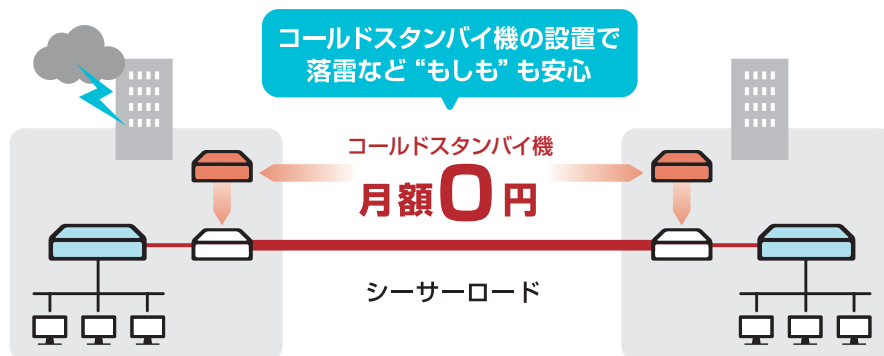 コールドスタンバイ機の設置で
落雷など“もしも”も安心
コールドスタンバイ機
月額0円
シーサーロード